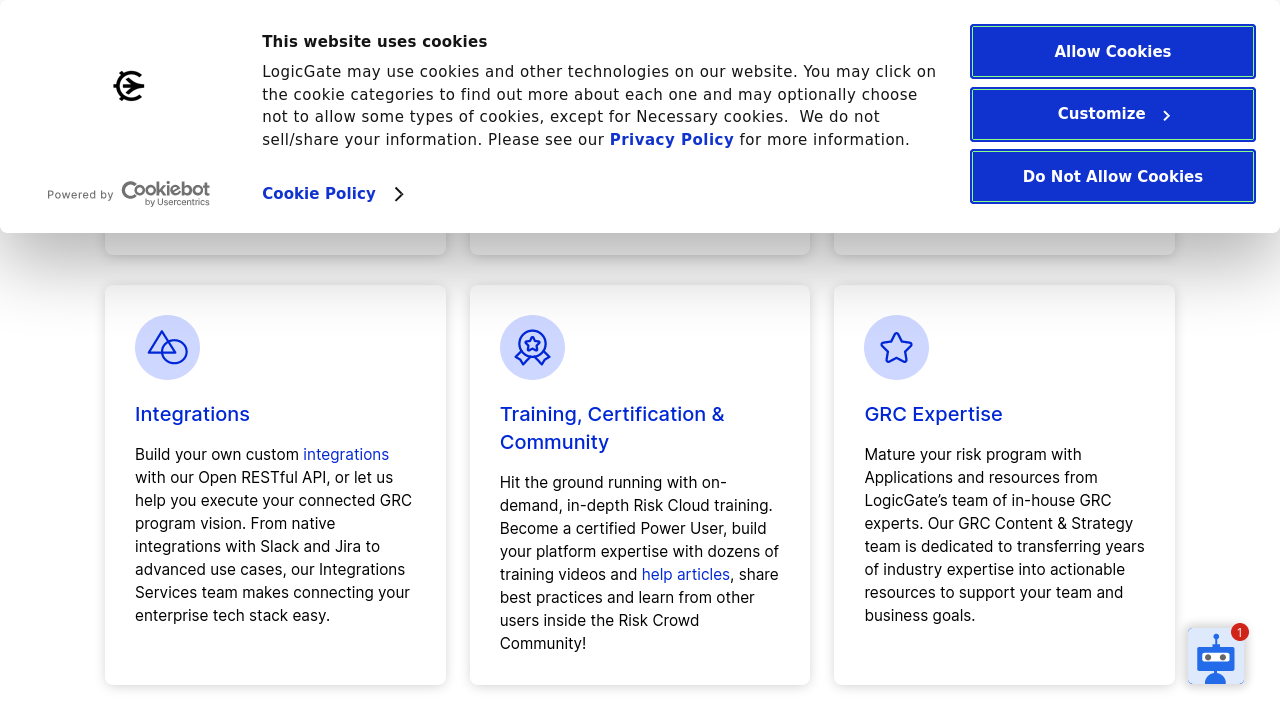 This website uses cookies
LogicGate may use cookies and other technologies on our website. You may click on
the cookie categories to find out more about each one and may optionally choose
not to allow some types of cookies, except for Necessary cookies.  We do not
sell/share your information. Please see our Privacy Policy for more information.
Powered by Cookiebot
by Usercentrics
Cookie Policy
Allow Cookies
Customize
Do Not Allow Cookies
Integrations
Build your own custom integrations
with our Open RESTful API, or let us
help you execute your connected GRC
program vision. From native
integrations with Slack and Jira to
advanced use cases, our Integrations
Services team makes connecting your
enterprise tech stack easy.
Training, Certification &
Community
Hit the ground running with on-
demand, in-depth Risk Cloud training.
Become a certified Power User, build
your platform expertise with dozens of
training videos and help articles, share
best practices and learn from other
users inside the Risk Crowd
Community!
GRC Expertise
Mature your risk program with
Applications and resources from
LogicGate’s team of in-house GRC
experts. Our GRC Content & Strategy
team is dedicated to transferring years
of industry expertise into actionable
resources to support your team and
business goals.
1